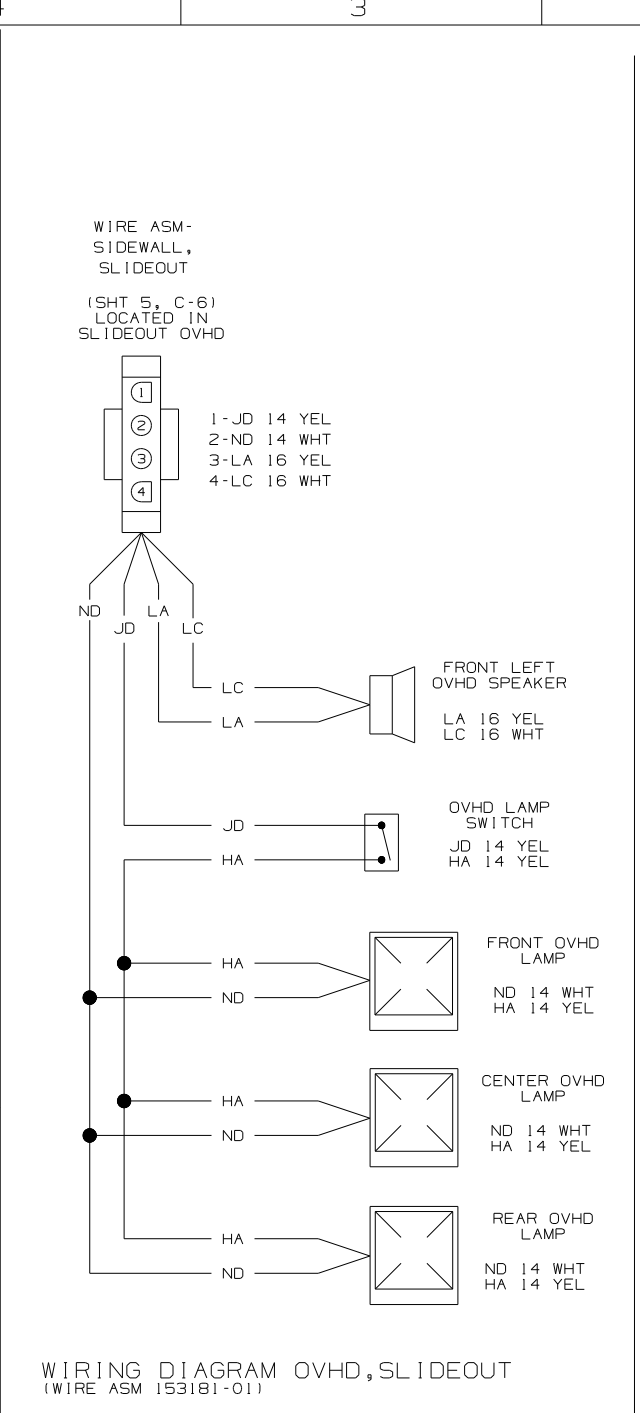 3
WIRE ASM-
SIDEWALL,
SLIDEOUT
(SHT 5, C-6)
LOCATED IN
SLIDEOUT OVHD
1
2
3
4
1-JD 14 YEL
2-ND 14 WHT
3-LA 16 YEL
4-LC 16 WHT
ND
LA
JD
LC
LC
LA
FRONT LEFT
OVHD SPEAKER
LA 16 YEL
LC 16 WHT
JD
HA
OVHD LAMP
SWITCH
JD 14 YEL
HA 14 YEL
HA
ND
FRONT OVHD
LAMP
ND 14 WHT
HA 14 YEL
HA
ND
CENTER OVHD
LAMP
ND 14 WHT
HA 14 YEL
HA
ND
REAR OVHD
LAMP
ND 14 WHT
HA 14 YEL
WIRING DIAGRAM OVHD,SLIDEOUT
(WIRE ASM 153181-01)